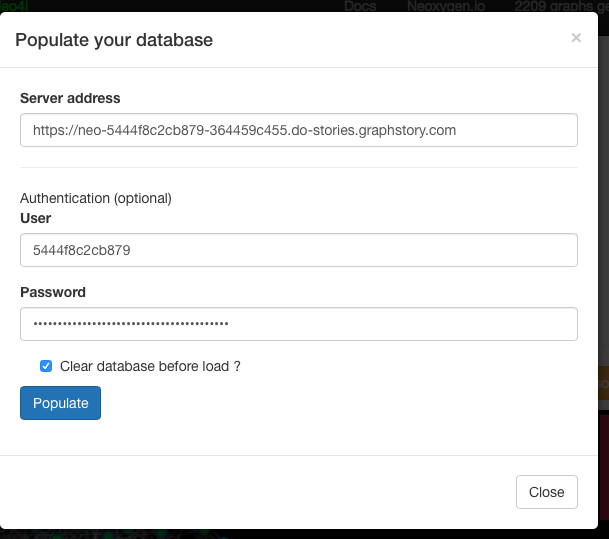 Docs Neoxygen.io 2209 graphs ge
Populate your database
×
Server address
https://neo-5444f8c2cb879-364459c455.do-stories.graphstory.com
Authentication (optional)
User
5444f8c2cb879
Password
••••••••••••••••••••••••••••••••••••••••
Clear database before load ?
Populate
Close